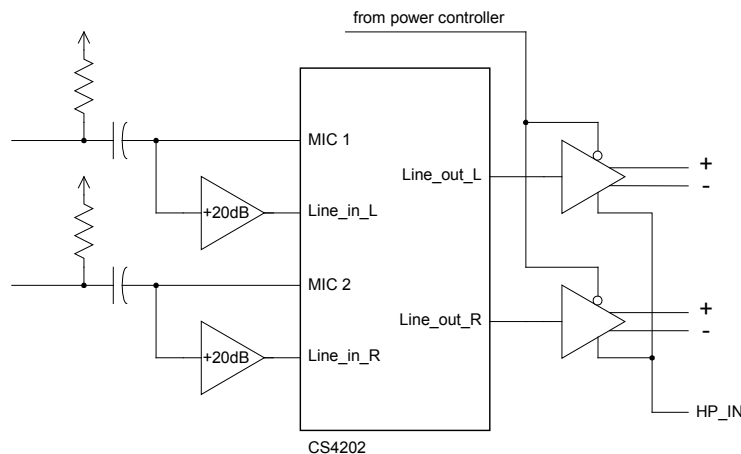 from power controller
MIC 1
Line_out_L
+
-
+20dB
Line_in_L
MIC 2
Line_out_R
+
-
+20dB
Line_in_R
HP_IN
CS4202